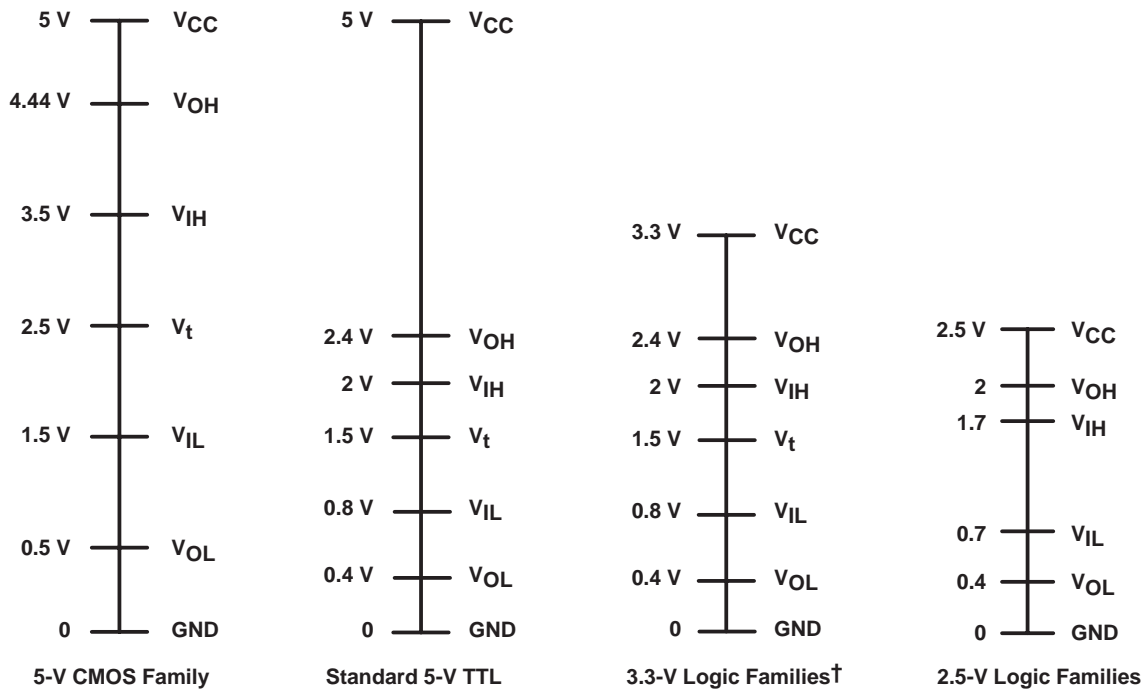 5 V VCC
4.44 V VOH
3.5 V VIH
2.5 V Vt
1.5 V VIL
0.5 V VOL
0 GND
5-V CMOS Family
5 V VCC
2.4 V VOH
2 V VIH
1.5 V Vt
0.8 V VIL
0.4 V VOL
0 GND
Standard 5-V TTL
3.3 V VCC
2.4 V VOH
2 V VIH
1.5 V Vt
0.8 V VIL
0.4 V VOL
0 GND
3.3-V Logic Families†
2.5 V VCC
2 VOH
1.7 VIH
0.7 VIL
0.4 VOL
0 GND
2.5-V Logic Families